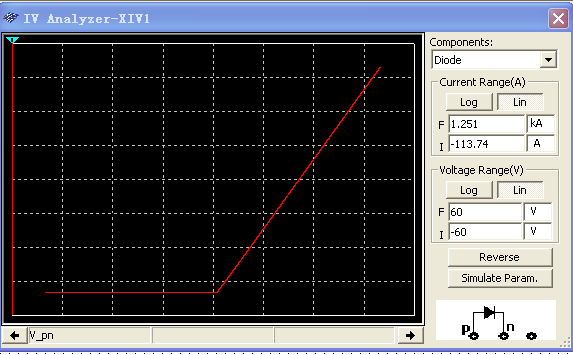 IV Analyzer-XIV1
1
Components:
Diode
Current Range(A)
Log Lin
F 1.251 kA
I -113.74 A
Voltage Range(V)
Log Lin
F 60 V
I -60 V
Reverse
Simulate Param.
p n
V_pn